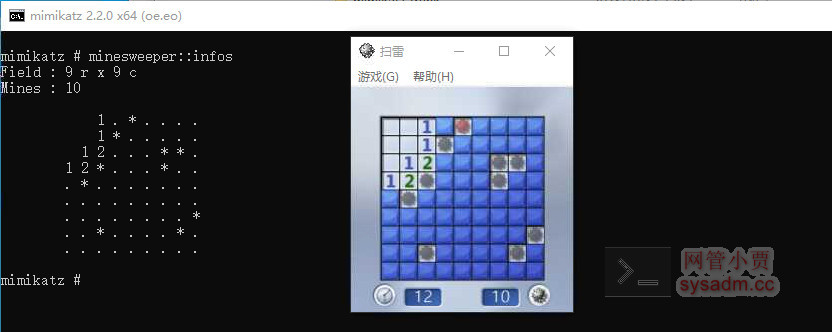 mimikatz 2.2.0 x64 (oe.eo)
mimikatz # minesweeper::infos
Field : 9 r x 9 c
Mines : 10
1 . * . . . .
1 * . . . . .
1 2 . . . * * .
1 2 * . . . * . .
. * . . . . . . .
. . . . . . . . .
. . . . . . . . *
. . * . . . . * .
. . . . . . . . .
mimikatz #
扫雷
游戏(G) 帮助(H)
1
1
1 2
1 2
12 10
网管小贾
sysadm.cc